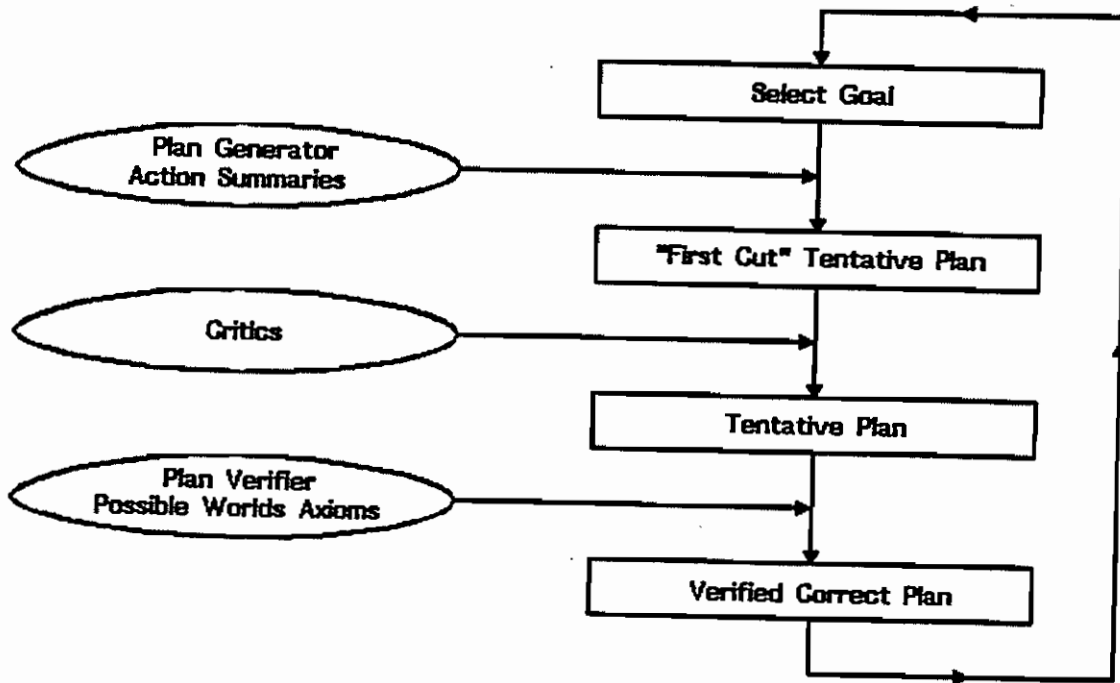 Select Goal
Plan Generator
Action Summaries
"First Cut" Tentative Plan
Critics
Tentative Plan
Plan Verifier
Possible Worlds Axioms
Verified Correct Plan